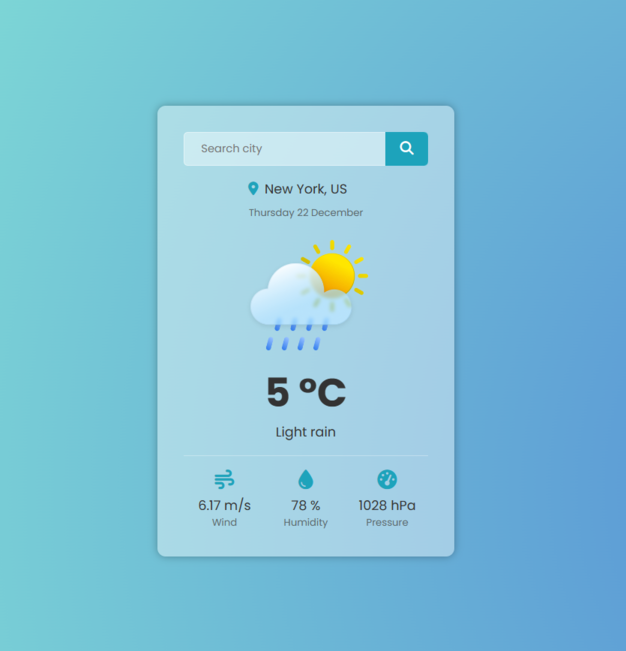 Search city
New York, US
Thursday 22 December
5 °C
Light rain
6.17 m/s 78 % 1028 hPa
Wind Humidity Pressure